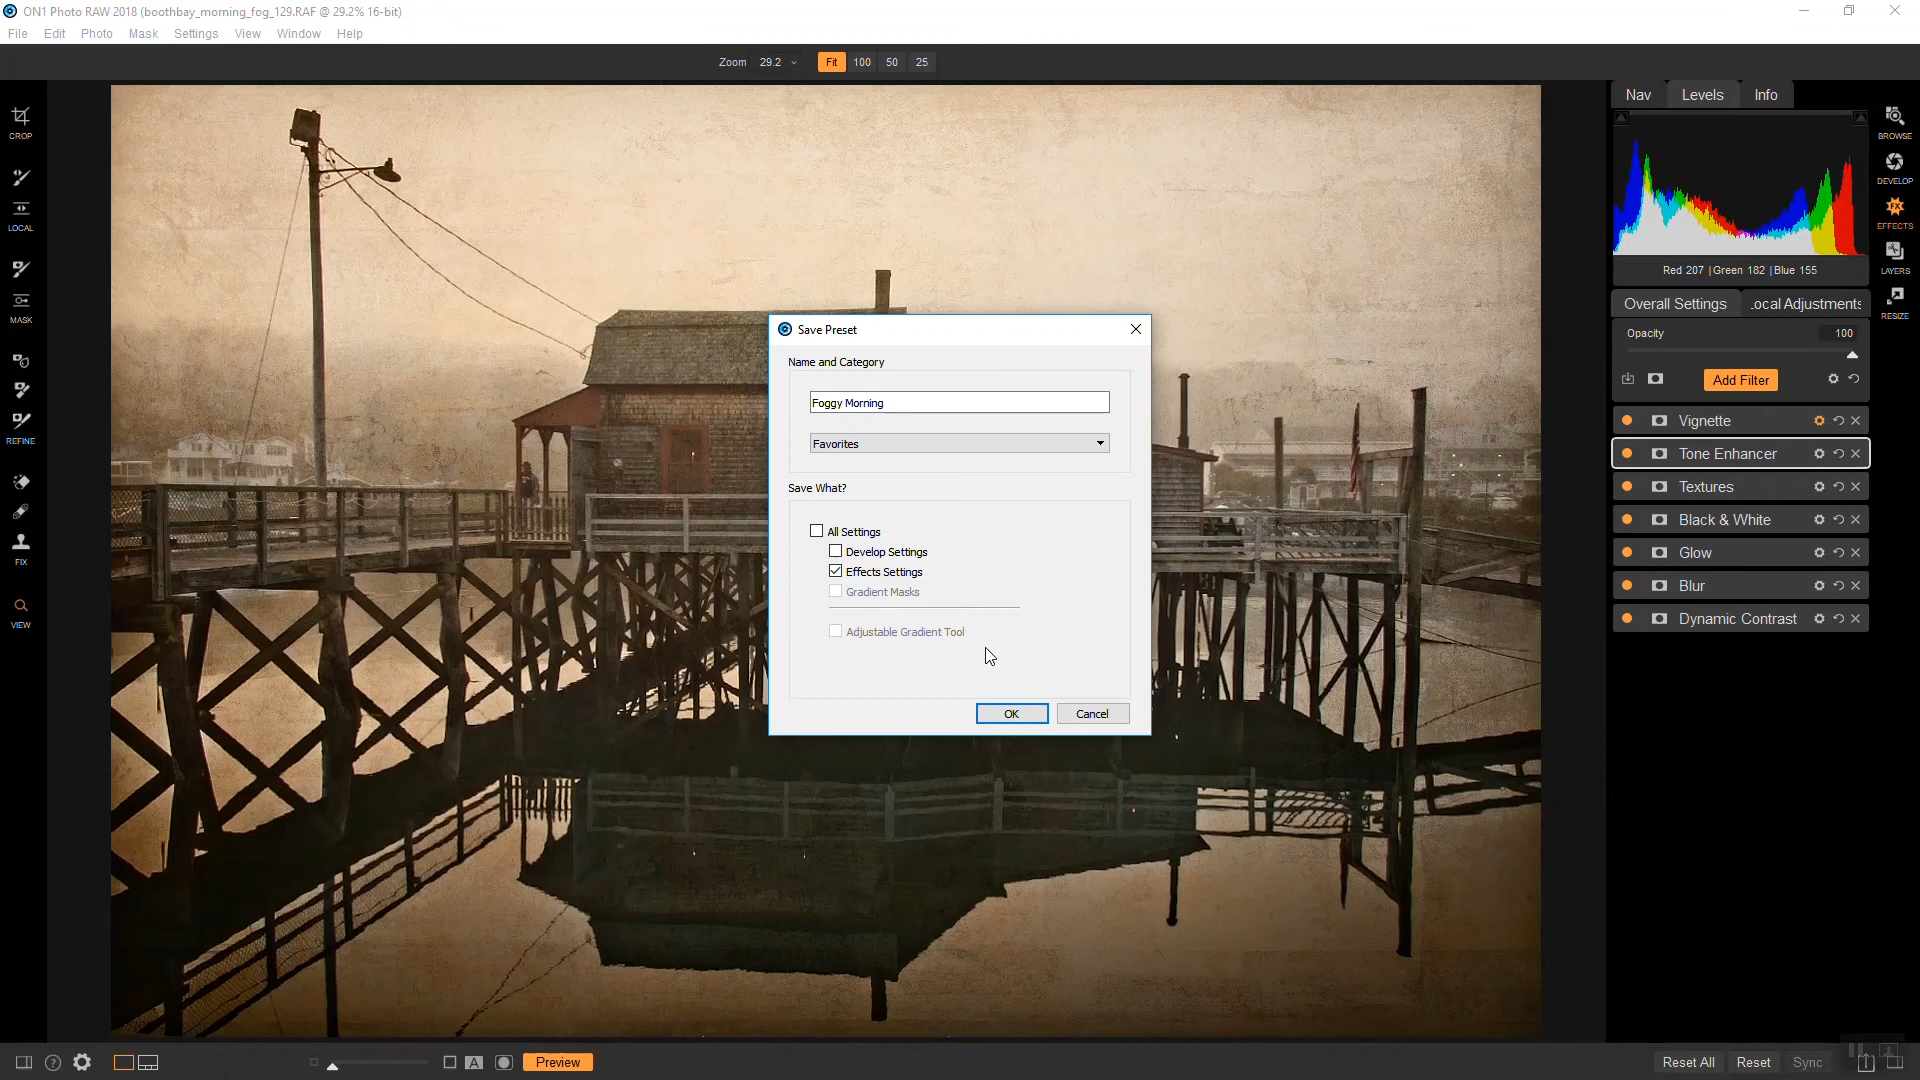 ON1 Photo RAW 2018 (boothbay_morning_fog_129.RAF @ 29.2% 16-bit)
File Edit Photo Mask Settings View Window Help
Zoom 29.2 Fit 100 50 25
CROP
LOCAL
MASK
REFINE
FIX
VIEW
Save Preset
Name and Category
Foggy Morning
Favorites
Save What?
All Settings
Develop Settings
Effects Settings
Gradient Masks
Adjustable Gradient Tool
OK Cancel
Nav Levels Info
Red 207 |Green 182 |Blue 155
Overall Settings ocal Adjustments
Opacity 100
Add Filter
Vignette
Tone Enhancer
Textures
Black & White
Glow
Blur
Dynamic Contrast
BROWSE
DEVELOP
FX
EFFECTS
LAYERS
RESIZE
? A Preview
Reset All Reset Sync